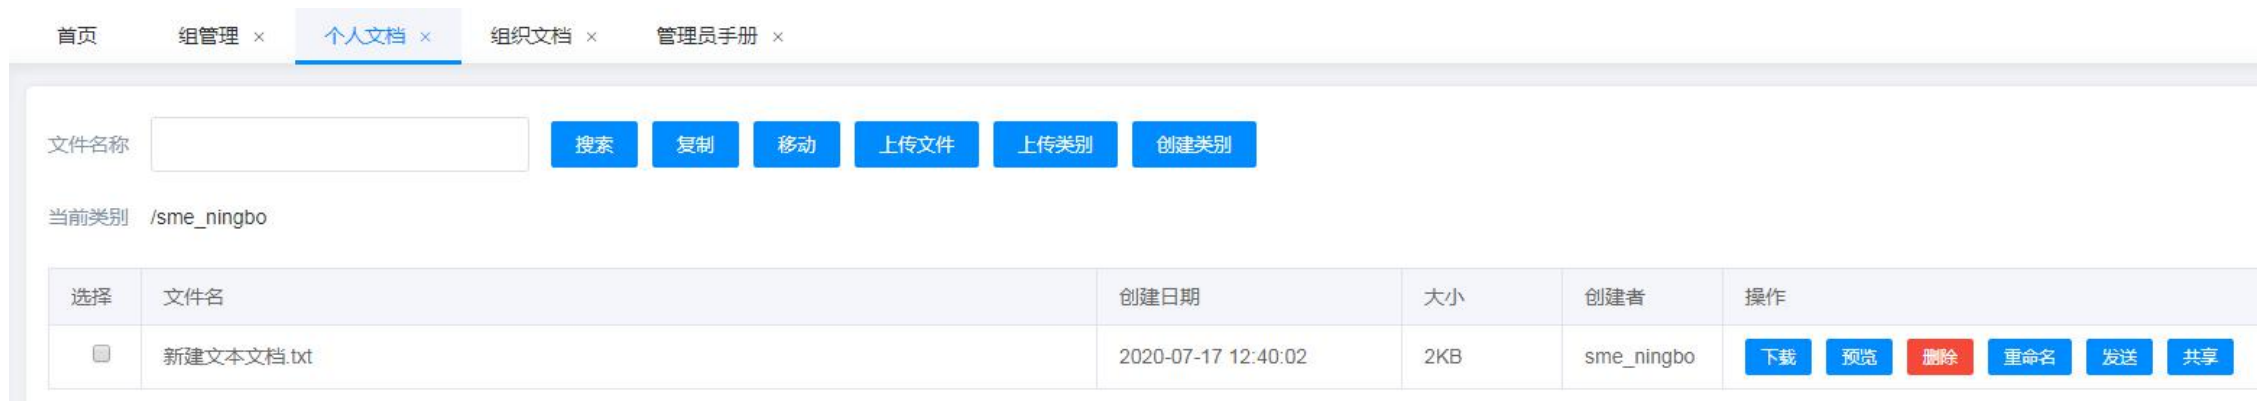 首页 组管理 × 个人文档 × 组织文档 × 管理员手册 ×
文件名称 搜索 复制 移动 上传文件 上传类别 创建类别
当前类别 /sme_ningbo
选择 文件名 创建日期 大小 创建者 操作
新建文本文档.txt 2020-07-17 12:40:02 2KB sme_ningbo 下载 预览 删除 重命名 发送 共享